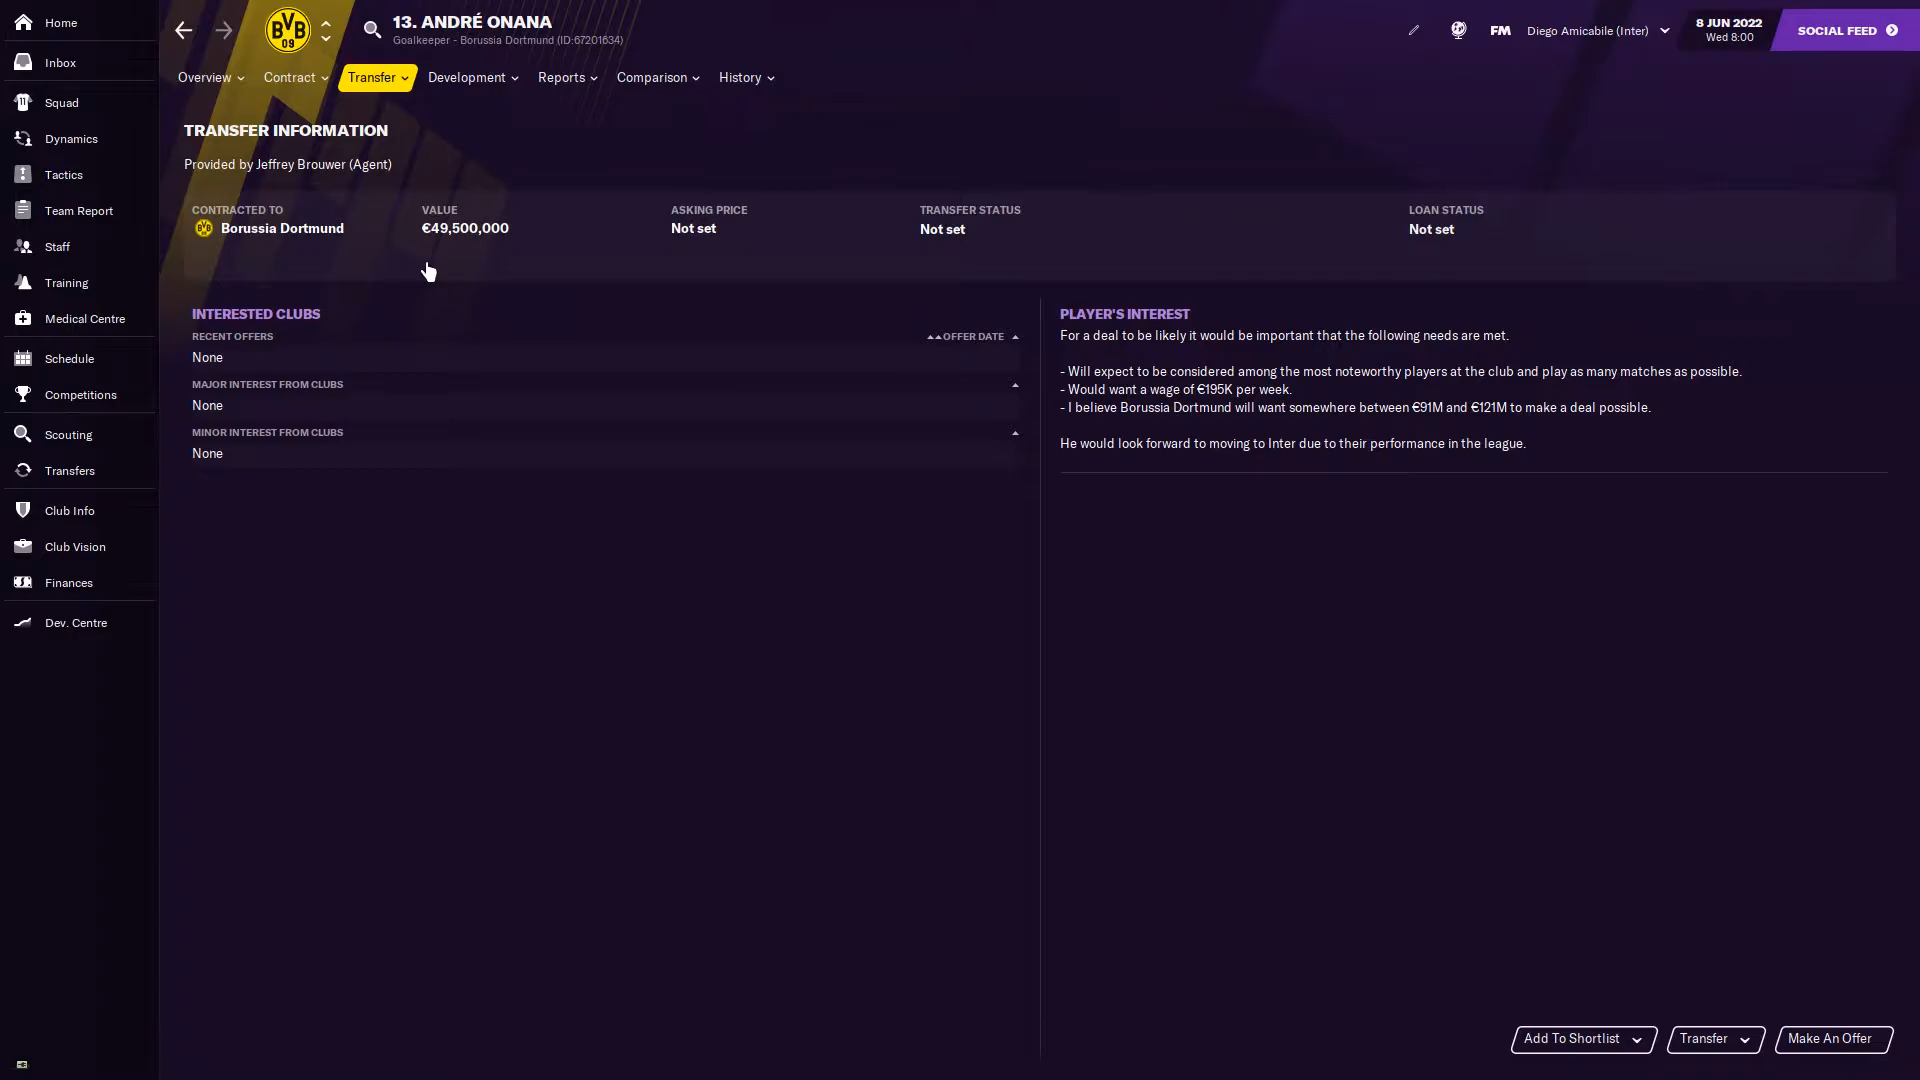 Home
Inbox
Squad
Dynamics
Tactics
Team Report
Staff
Training
Medical Centre
Schedule
Competitions
Scouting
Transfers
Club Info
Club Vision
Finances
Dev. Centre
BVB
09
13. ANDRÉ ONANA
Goalkeeper - Borussia Dortmund (ID:67201634)
FM
Diego Amicabile (Inter)
8 JUN 2022
Wed 8:00
SOCIAL FEED
Overview
Contract
Transfer
Development
Reports
Comparison
History
TRANSFER INFORMATION
Provided by Jeffrey Brouwer (Agent)
CONTRACTED TO
Borussia Dortmund
VALUE
€49,500,000
ASKING PRICE
Not set
TRANSFER STATUS
Not set
LOAN STATUS
Not set
INTERESTED CLUBS
RECENT OFFERS
OFFER DATE
None
MAJOR INTEREST FROM CLUBS
None
MINOR INTEREST FROM CLUBS
None
PLAYER'S INTEREST
For a deal to be likely it would be important that the following needs are met.
- Will expect to be considered among the most noteworthy players at the club and play as many matches as possible.
- Would want a wage of €195K per week.
- I believe Borussia Dortmund will want somewhere between €91M and €121M to make a deal possible.
He would look forward to moving to Inter due to their performance in the league.
Add To Shortlist
Transfer
Make An Offer